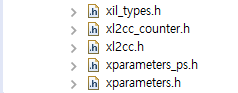 xil_types.h
xl2cc_counter.h
xl2cc.h
xparameters_ps.h
xparameters.h